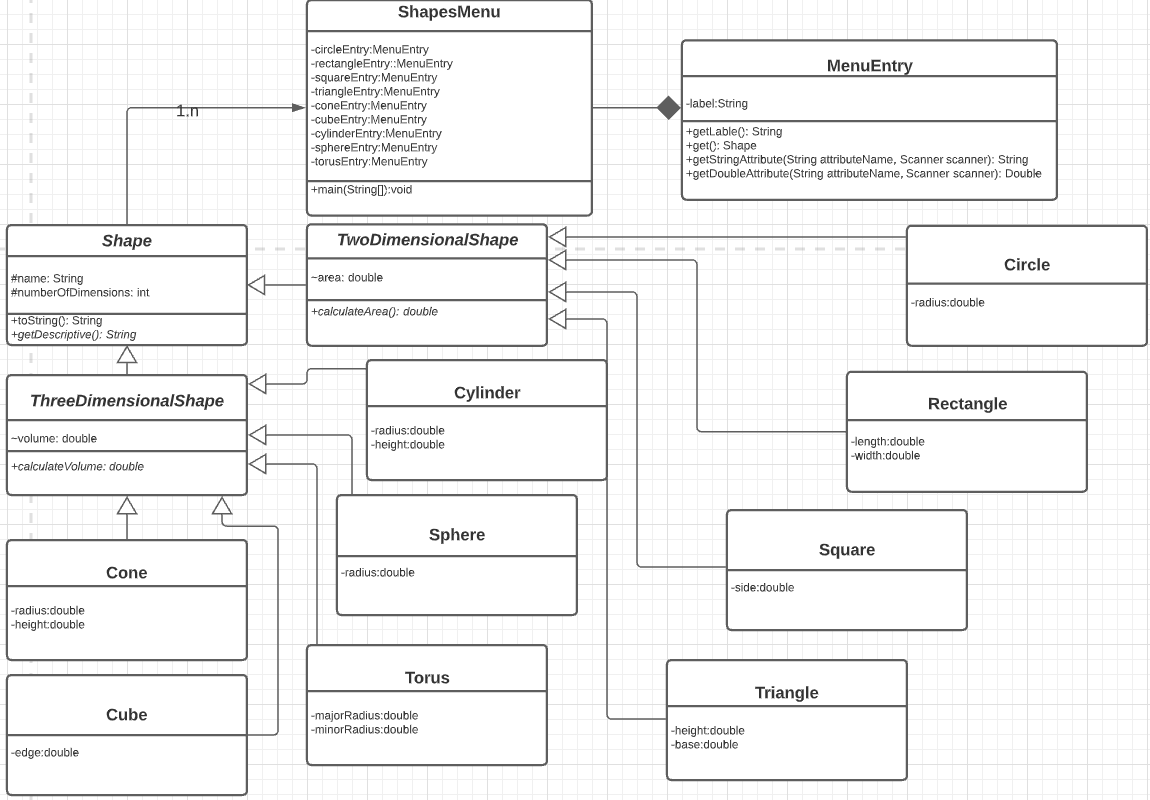 ShapesMenu
-circleEntry:MenuEntry
-rectangleEntry::MenuEntry
-squareEntry:MenuEntry
-triangleEntry:MenuEntry
-coneEntry:MenuEntry
-cubeEntry:MenuEntry
-cylinderEntry:MenuEntry
-sphereEntry:MenuEntry
-torusEntry:MenuEntry
+main(String[]):void
MenuEntry
-label:String
+getLable(): String
+get(): Shape
+getStringAttribute(String attributeName, Scanner scanner): String
+getDoubleAttribute(String attributeName, Scanner scanner): Double
1.n
Shape
#name: String
#numberOfDimensions: int
+toString(): String
+getDescriptive(): String
TwoDimensionalShape
~area: double
+calculateArea(): double
Circle
-radius:double
ThreeDimensionalShape
~volume: double
+calculateVolume: double
Cylinder
-radius:double
-height:double
Rectangle
-length:double
-width:double
Sphere
-radius:double
Square
-side:double
Cone
-radius:double
-height:double
Torus
-majorRadius:double
-minorRadius:double
Triangle
-height:double
-base:double
Cube
-edge:double